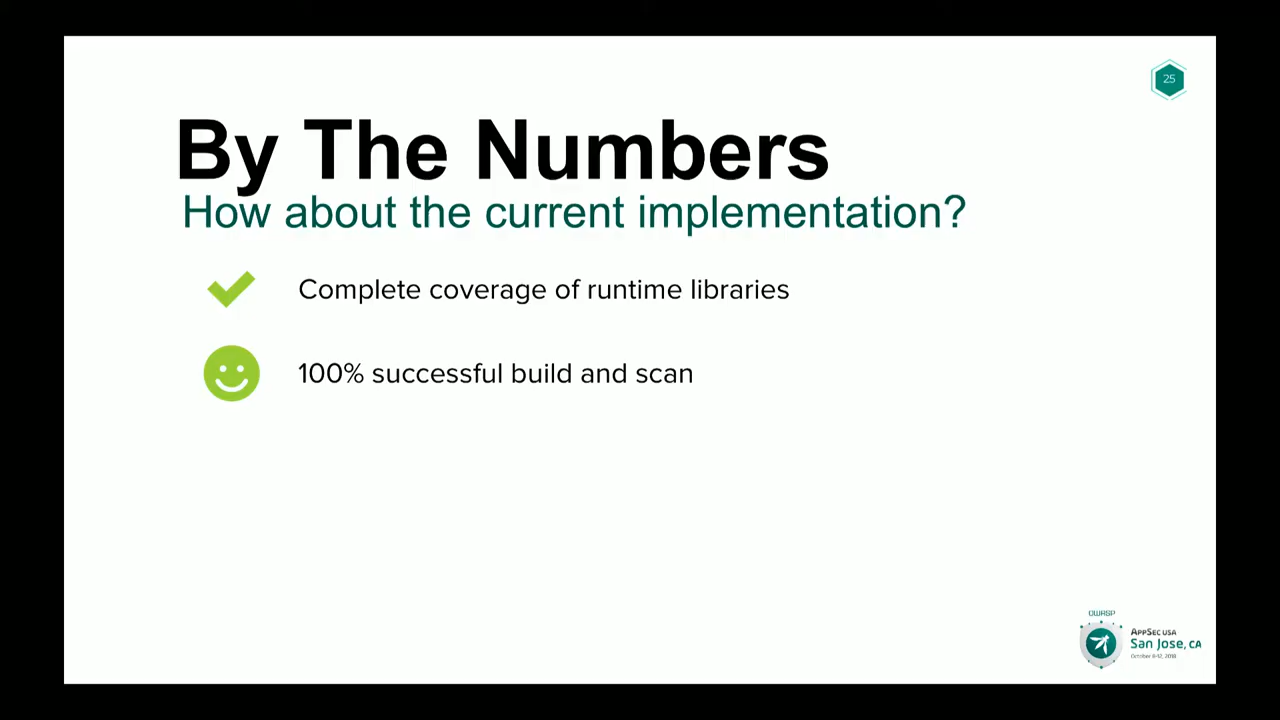 25
By The Numbers
How about the current implementation?
Complete coverage of runtime libraries
100% successful build and scan
OWASP
AppSec USA
San Jose, CA
October 8-12, 2018